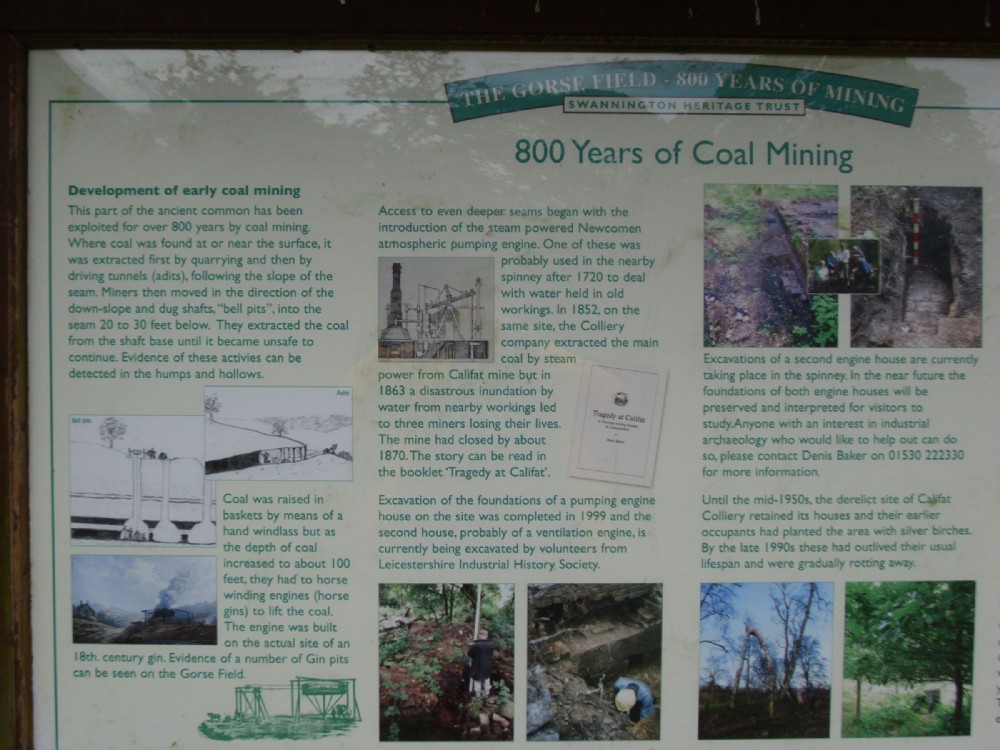 THE GORSE FIELD - 800 YEARS OF MINING
SWANNINGTON HERITAGE TRUST
800 Years of Coal Mining
Development of early coal mining
This part of the ancient common has been
exploited for over 800 years by coal mining.
Where coal was found at or near the surface, it
was extracted first by quarrying and then by
driving tunnels (adits), following the slope of the
seam. Miners then moved in the direction of the
down-slope and dug shafts, "bell pits", into the
seam 20 to 30 feet below. They extracted the coal
from the shaft base until it became unsafe to
continue. Evidence of these activies can be
detected in the humps and hollows.
Bell pits
Adits
Coal was raised in
baskets by means of a
hand windlass but as
the depth of coal
increased to about 100
feet, they had to horse
winding engines (horse
gins) to lift the coal.
The engine was built
on the actual site of an
18th. century gin. Evidence of a number of Gin pits
can be seen on the Gorse Field.
Access to even deeper seams began with the
introduction of the steam powered Newcomen
atmospheric pumping engine. One of these was
probably used in the nearby
spinney after 1720 to deal
with water held in old
workings. In 1852, on the
same site, the Colliery
company extracted the main
coal by steam
power from Califat mine but in
1863 a disastrous inundation by
water from nearby workings led
to three miners losing their lives.
The mine had closed by about
1870. The story can be read in
the booklet 'Tragedy at Califat'.
Tragedy at Califat
Excavation of the foundations of a pumping engine
house on the site was completed in 1999 and the
second house, probably of a ventilation engine, is
currently being excavated by volunteers from
Leicestershire Industrial History Society.
Excavations of a second engine house are currently
taking place in the spinney. In the near future the
foundations of both engine houses will be
preserved and interpreted for visitors to
study.Anyone with an interest in industrial
archaeology who would like to help out can do
so, please contact Denis Baker on 01530 222330
for more information.
Until the mid-1950s, the derelict site of Califat
Colliery retained its houses and their earlier
occupants had planted the area with silver birches.
By the late 1990s these had outlived their usual
lifespan and were gradually rotting away.